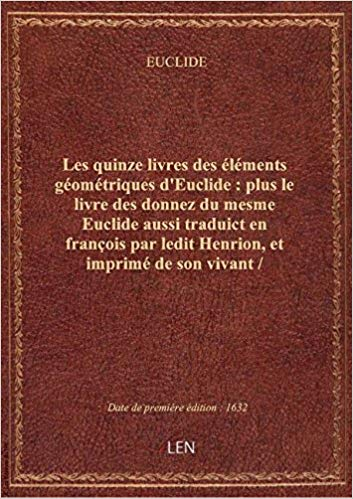 EUCLIDE
Les quinze livres des éléments
géométriques d'Euclide : plus le
livre des donnez du mesme
Euclide aussi traduict en
françois par ledit Henrion, et
imprimé de son vivant /
Date de première édition : 1632
LEN